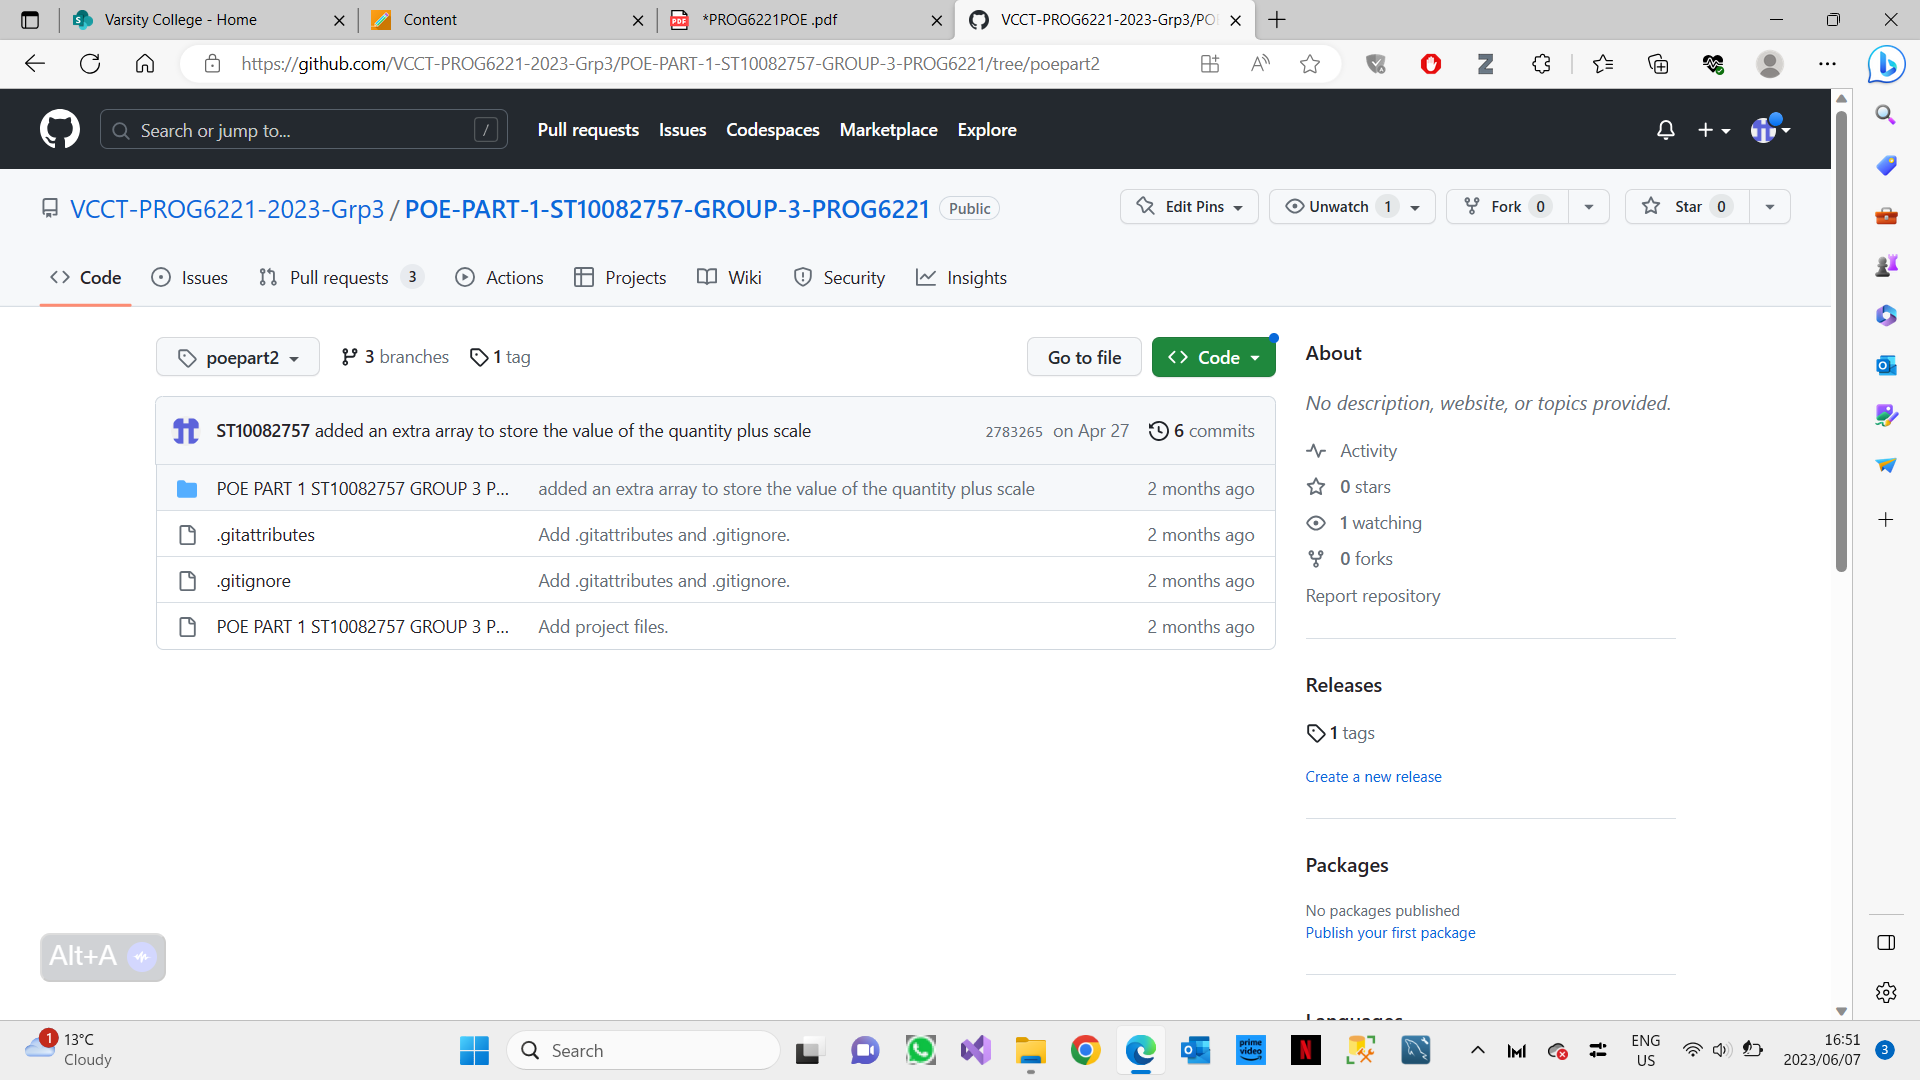 Varsity College - Home
Content
*PROG6221POE .pdf
VCCT-PROG6221-2023-Grp3/PO
https://github.com/VCCT-PROG6221-2023-Grp3/POE-PART-1-ST10082757-GROUP-3-PROG6221/tree/poepart2
Search or jump to... /
Pull requests Issues Codespaces Marketplace Explore
VCCT-PROG6221-2023-Grp3 / POE-PART-1-ST10082757-GROUP-3-PROG6221 Public
Edit Pins Unwatch 1 Fork 0 Star 0
Code Issues Pull requests 3 Actions Projects Wiki Security Insights
poepart2 3 branches 1 tag Go to file Code
ST10082757 added an extra array to store the value of the quantity plus scale 2783265 on Apr 27 6 commits
POE PART 1 ST10082757 GROUP 3 P... added an extra array to store the value of the quantity plus scale 2 months ago
.gitattributes Add .gitattributes and .gitignore. 2 months ago
.gitignore Add .gitattributes and .gitignore. 2 months ago
POE PART 1 ST10082757 GROUP 3 P... Add project files. 2 months ago
About
No description, website, or topics provided.
Activity
0 stars
1 watching
0 forks
Report repository
Releases
1 tags
Create a new release
Packages
No packages published
Publish your first package
Languages
Alt+A
1
13°C
Cloudy
Search
prime video
N
ENG
US
16:51
2023/06/07
3